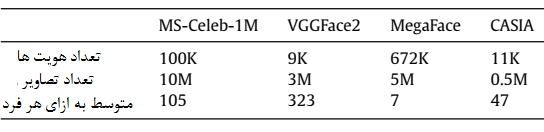 MS-Celeb-1M VGGFace2 MegaFace CASIA
تعداد هویت ها 100K 9K 672K 11K
تعداد تصاویر 10M 3M 5M 0.5M
متوسط به ازای هر فرد 105 323 7 47